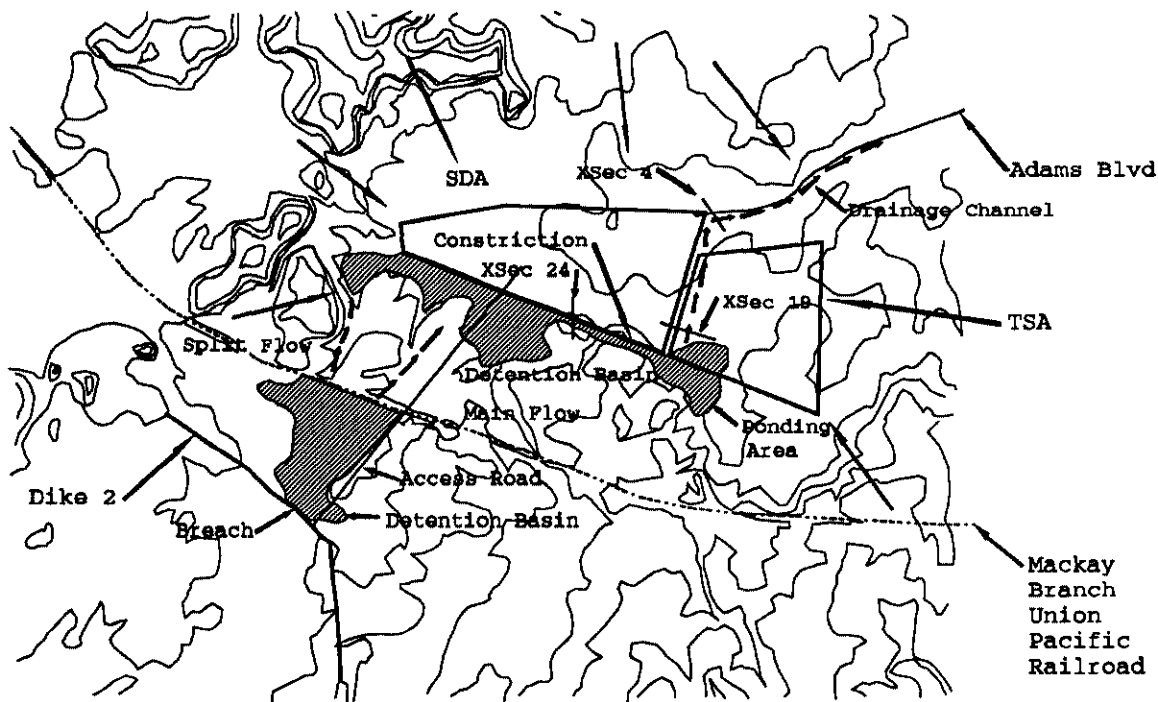 SDA
XSec 4
Adams Blvd
Drainage Channel
Constriction
XSec 24
XSec 18
TSA
Split Flow
Detention Basin
Main Flow
Ponding
Area
Access Road
Dike 2
Breach
Detention Basin
Mackay
Branch
Union
Pacific
Railroad